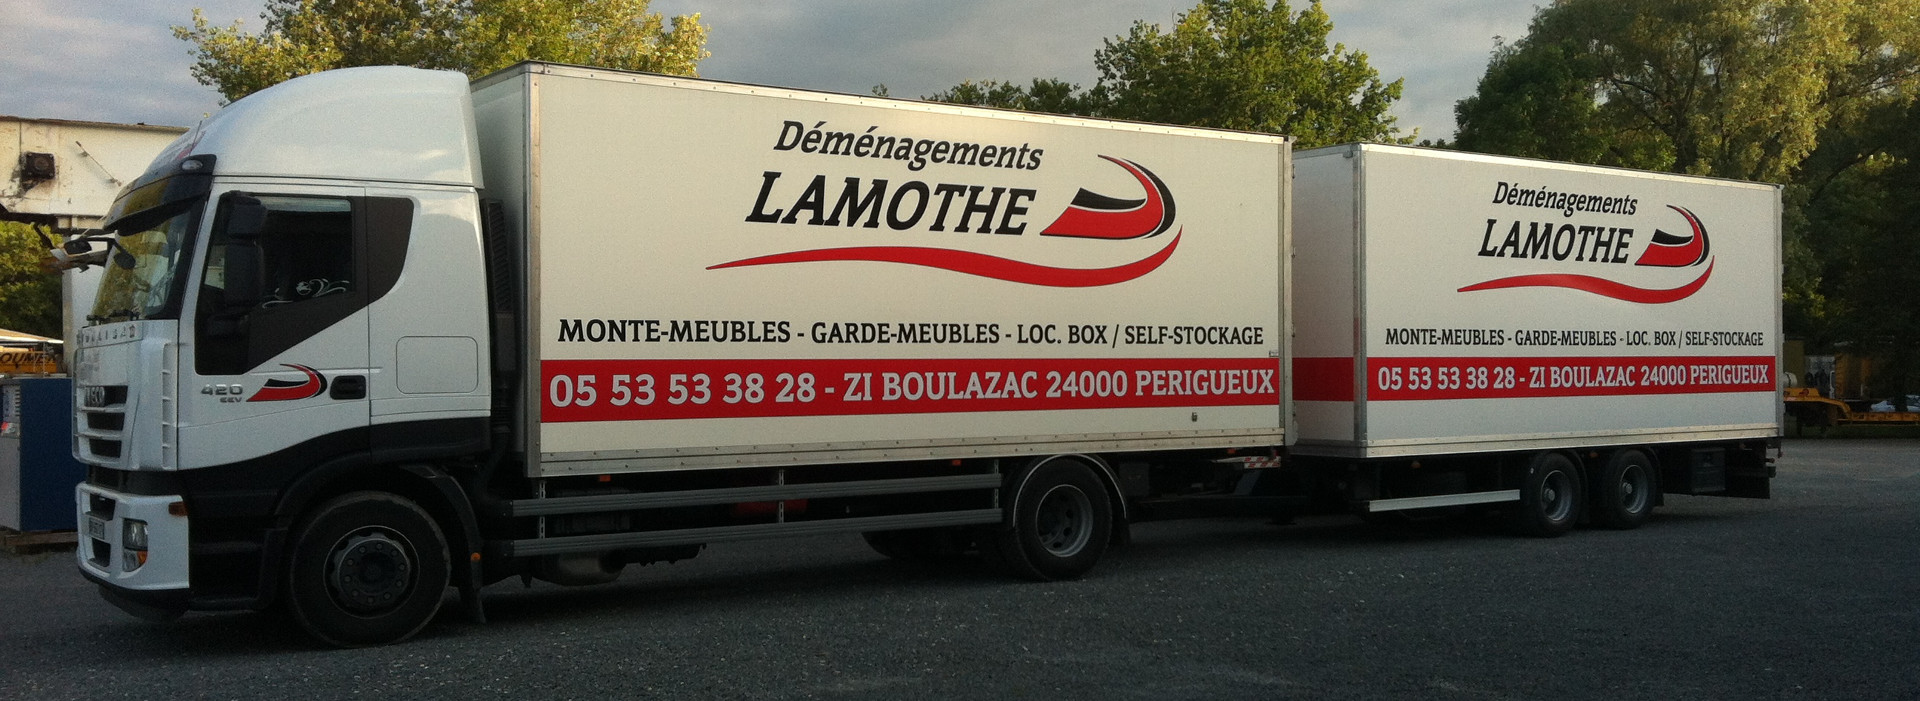 Déménagements
LAMOTHE
MONTE-MEUBLES - GARDE-MEUBLES - LOC. BOX / SELF-STOCKAGE
05 53 53 38 28 - ZI BOULAZAC 24000 PERIGUEUX
Déménagements
LAMOTHE
MONTE-MEUBLES - GARDE-MEUBLES - LOC. BOX / SELF-STOCKAGE
05 53 53 38 28 - ZI BOULAZAC 24000 PERIGUEUX
420
EEV
IVECO